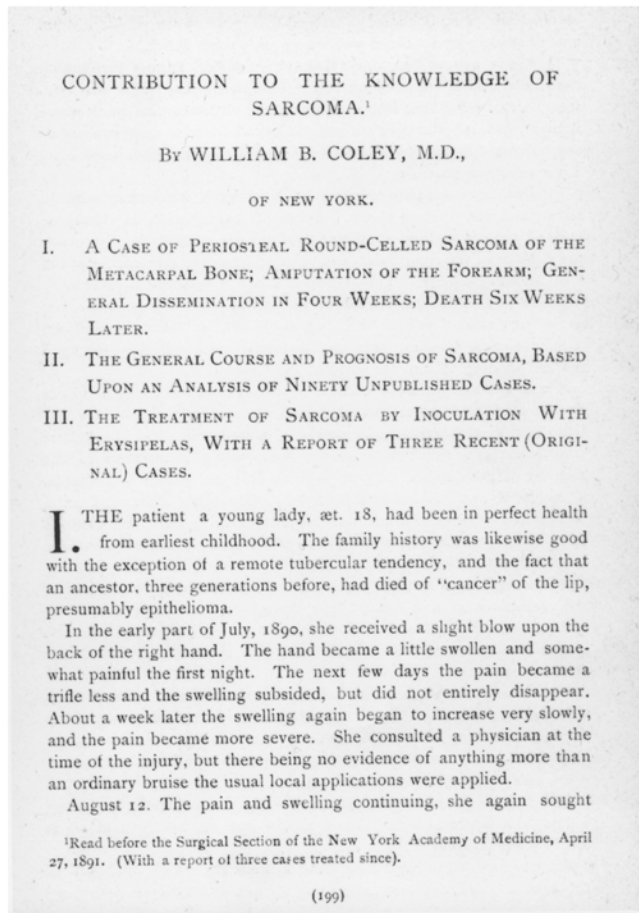 CONTRIBUTION TO THE KNOWLEDGE OF
SARCOMA.¹
BY WILLIAM B. COLEY, M.D.,
OF NEW YORK.
I. A CASE OF PERIOSTEAL ROUND-CELLED SARCOMA OF THE
METACARPAL BONE; AMPUTATION OF THE FOREARM; GEN-
ERAL DISSEMINATION IN FOUR WEEKS; DEATH SIX WEEKS
LATER.
II. THE GENERAL COURSE AND PROGNOSIS OF SARCOMA, BASED
UPON AN ANALYSIS OF NINETY UNPUBLISHED CASES.
III. THE TREATMENT OF SARCOMA BY INOCULATION WITH
ERYSIPELAS, WITH A REPORT OF THREE RECENT (ORIGI-
NAL) CASES.
I. THE patient a young lady, æt. 18, had been in perfect health
from earliest childhood. The family history was likewise good
with the exception of a remote tubercular tendency, and the fact that
an ancestor, three generations before, had died of "cancer" of the lip,
presumably epithelioma.
In the early part of July, 1890, she received a slight blow upon the
back of the right hand. The hand became a little swollen and some-
what painful the first night. The next few days the pain became a
trifle less and the swelling subsided, but did not entirely disappear.
About a week later the swelling again began to increase very slowly,
and the pain became more severe. She consulted a physician at the
time of the injury, but there being no evidence of anything more than
an ordinary bruise the usual local applications were applied.
August 12. The pain and swelling continuing, she again sought
¹Read before the Surgical Section of the New York Academy of Medicine, April
27, 1891. (With a report of three cases treated since).
(199)